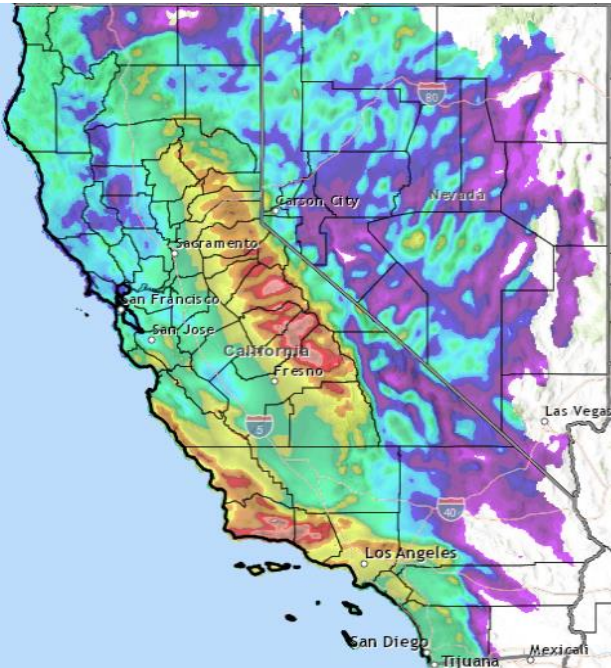 80
Nevada
Carson City
Sacramento
San Francisco
San Jose
California
Fresno
5
Las Vegas
40
Los Angeles
San Diego
Tijuana
Mexicali